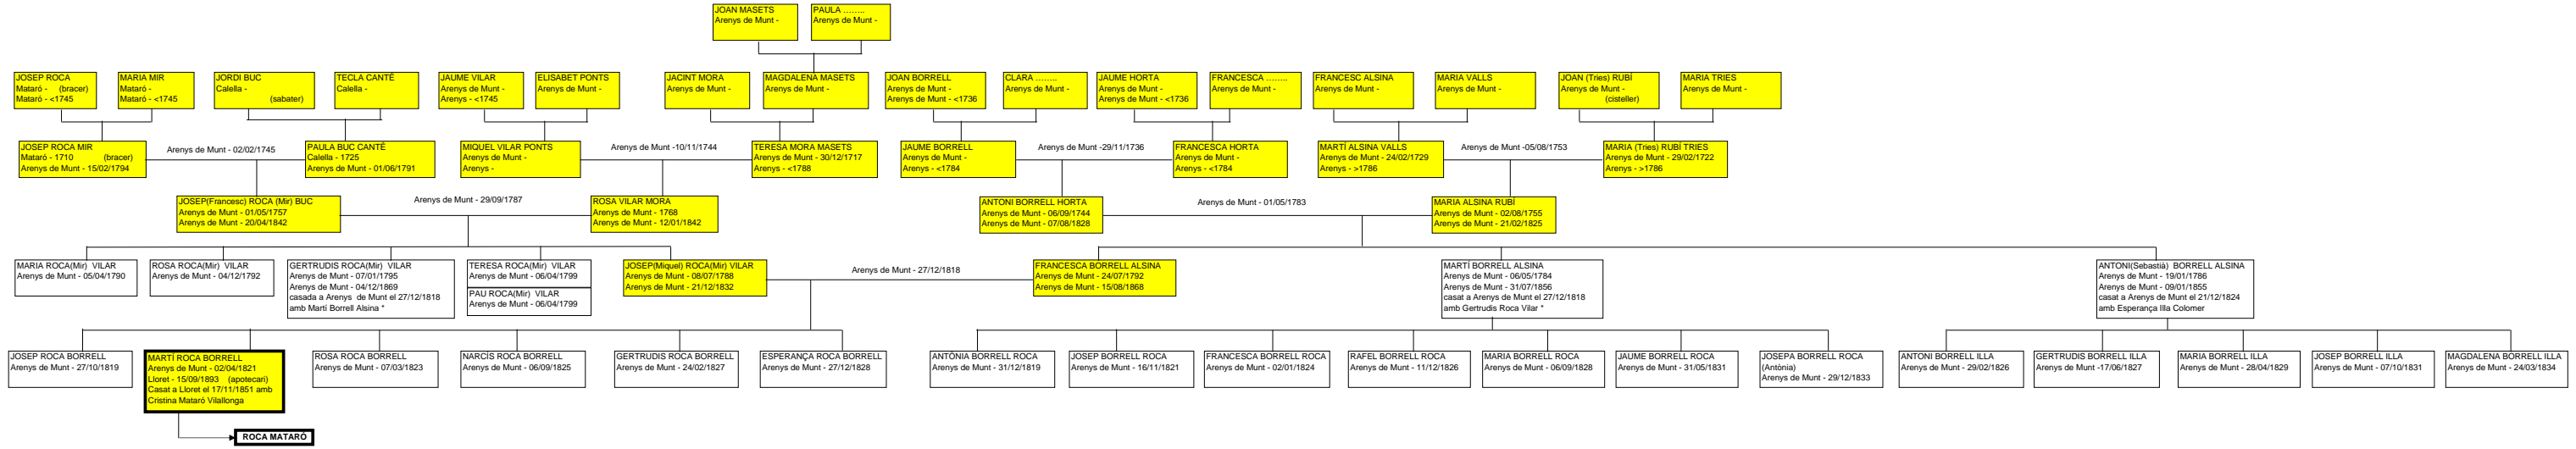 JOAN MASETS
Arenys de Munt -
PAULA ........
Arenys de Munt -
JOSEP ROCA
Mataró -     (bracer)
Mataró - <1745
MARIA MIR
Mataró -
Mataró - <1745
JORDI BUC
Calella -
(sabater)
TECLA CANTÉ
Calella -
JAUME VILAR
Arenys de Munt -
Arenys - <1745
ELISABET PONTS
Arenys de Munt -
JACINT MORA
Arenys de Munt -
MAGDALENA MASETS
Arenys de Munt -
JOAN BORRELL
Arenys de Munt -
Arenys de Munt - <1736
CLARA ........
Arenys de Munt -
JAUME HORTA
Arenys de Munt -
Arenys de Munt - <1736
FRANCESCA ........
Arenys de Munt -
FRANCESC ALSINA
Arenys de Munt -
MARIA VALLS
Arenys de Munt -
JOAN (Tries) RUBÍ
Arenys de Munt -
(cisteller)
MARIA TRIES
Arenys de Munt -
JOSEP ROCA MIR
Mataró - 1710     (bracer)
Arenys de Munt - 15/02/1794
Arenys de Munt - 02/02/1745
PAULA BUC CANTÉ
Calella - 1725
Arenys de Munt - 01/06/1791
MIQUEL VILAR PONTS
Arenys de Munt -
Arenys -
Arenys de Munt -10/11/1744
TERESA MORA MASETS
Arenys de Munt - 30/12/1717
Arenys - <1788
JAUME BORRELL
Arenys de Munt -
Arenys - <1784
Arenys de Munt -29/11/1736
FRANCESCA HORTA
Arenys de Munt -
Arenys - <1784
MARTÍ ALSINA VALLS
Arenys de Munt - 24/02/1729
Arenys - >1786
Arenys de Munt -05/08/1753
MARIA (Tries) RUBÍ TRIES
Arenys de Munt - 29/02/1722
Arenys - >1786
JOSEP(Francesc) ROCA (Mir) BUC
Arenys de Munt - 01/05/1757
Arenys de Munt - 20/04/1842
Arenys de Munt - 29/09/1787
ROSA VILAR MORA
Arenys de Munt - 1768
Arenys de Munt - 12/01/1842
ANTONI BORRELL HORTA
Arenys de Munt - 06/09/1744
Arenys de Munt - 07/08/1828
Arenys de Munt - 01/05/1783
MARIA ALSINA RUBÍ
Arenys de Munt - 02/08/1755
Arenys de Munt - 21/02/1825
MARIA ROCA(Mir)  VILAR
Arenys de Munt - 05/04/1790
ROSA ROCA(Mir)  VILAR
Arenys de Munt - 04/12/1792
GERTRUDIS ROCA(Mir)  VILAR
Arenys de Munt - 07/01/1795
Arenys de Munt - 04/12/1869
casada a Arenys  de Munt el 27/12/1818
amb Martí Borrell Alsina *
TERESA ROCA(Mir)  VILAR
Arenys de Munt - 06/04/1799
PAU ROCA(Mir)  VILAR
Arenys de Munt - 06/04/1799
JOSEP(Miquel) ROCA(Mir) VILAR
Arenys de Munt - 08/07/1788
Arenys de Munt - 21/12/1832
Arenys de Munt - 27/12/1818
FRANCESCA BORRELL ALSINA
Arenys de Munt - 24/07/1792
Arenys de Munt - 15/08/1868
MARTÍ BORRELL ALSINA
Arenys de Munt - 06/05/1784
Arenys de Munt - 31/07/1856
casat a Arenys de Munt el 27/12/1818
amb Gertrudis Roca Vilar *
ANTONI(Sebastià)  BORRELL ALSINA
Arenys de Munt - 19/01/1786
Arenys de Munt - 09/01/1855
casat a Arenys de Munt el 21/12/1824
amb Esperança Illa Colomer
JOSEP ROCA BORRELL
Arenys de Munt - 27/10/1819
MARTÍ ROCA BORRELL
Arenys de Munt - 02/04/1821
Lloret - 15/09/1893    (apotecari)
Casat a Lloret el 17/11/1851 amb
Cristina Mataró Vilallonga
ROSA ROCA BORRELL
Arenys de Munt - 07/03/1823
NARCÍS ROCA BORRELL
Arenys de Munt - 06/09/1825
GERTRUDIS ROCA BORRELL
Arenys de Munt - 24/02/1827
ESPERANÇA ROCA BORRELL
Arenys de Munt - 27/12/1828
ANTÒNIA BORRELL ROCA
Arenys de Munt - 31/12/1819
JOSEP BORRELL ROCA
Arenys de Munt - 16/11/1821
FRANCESCA BORRELL ROCA
Arenys de Munt - 02/01/1824
RAFEL BORRELL ROCA
Arenys de Munt - 11/12/1826
MARIA BORRELL ROCA
Arenys de Munt - 06/09/1828
JAUME BORRELL ROCA
Arenys de Munt - 31/05/1831
JOSEPA BORRELL ROCA
(Antònia)
Arenys de Munt - 29/12/1833
ANTONI BORRELL ILLA
Arenys de Munt - 29/02/1826
GERTRUDIS BORRELL ILLA
Arenys de Munt -17/06/1827
MARIA BORRELL ILLA
Arenys de Munt - 28/04/1829
JOSEP BORRELL ILLA
Arenys de Munt - 07/10/1831
MAGDALENA BORRELL ILLA
Arenys de Munt - 24/03/1834
ROCA MATARÓ